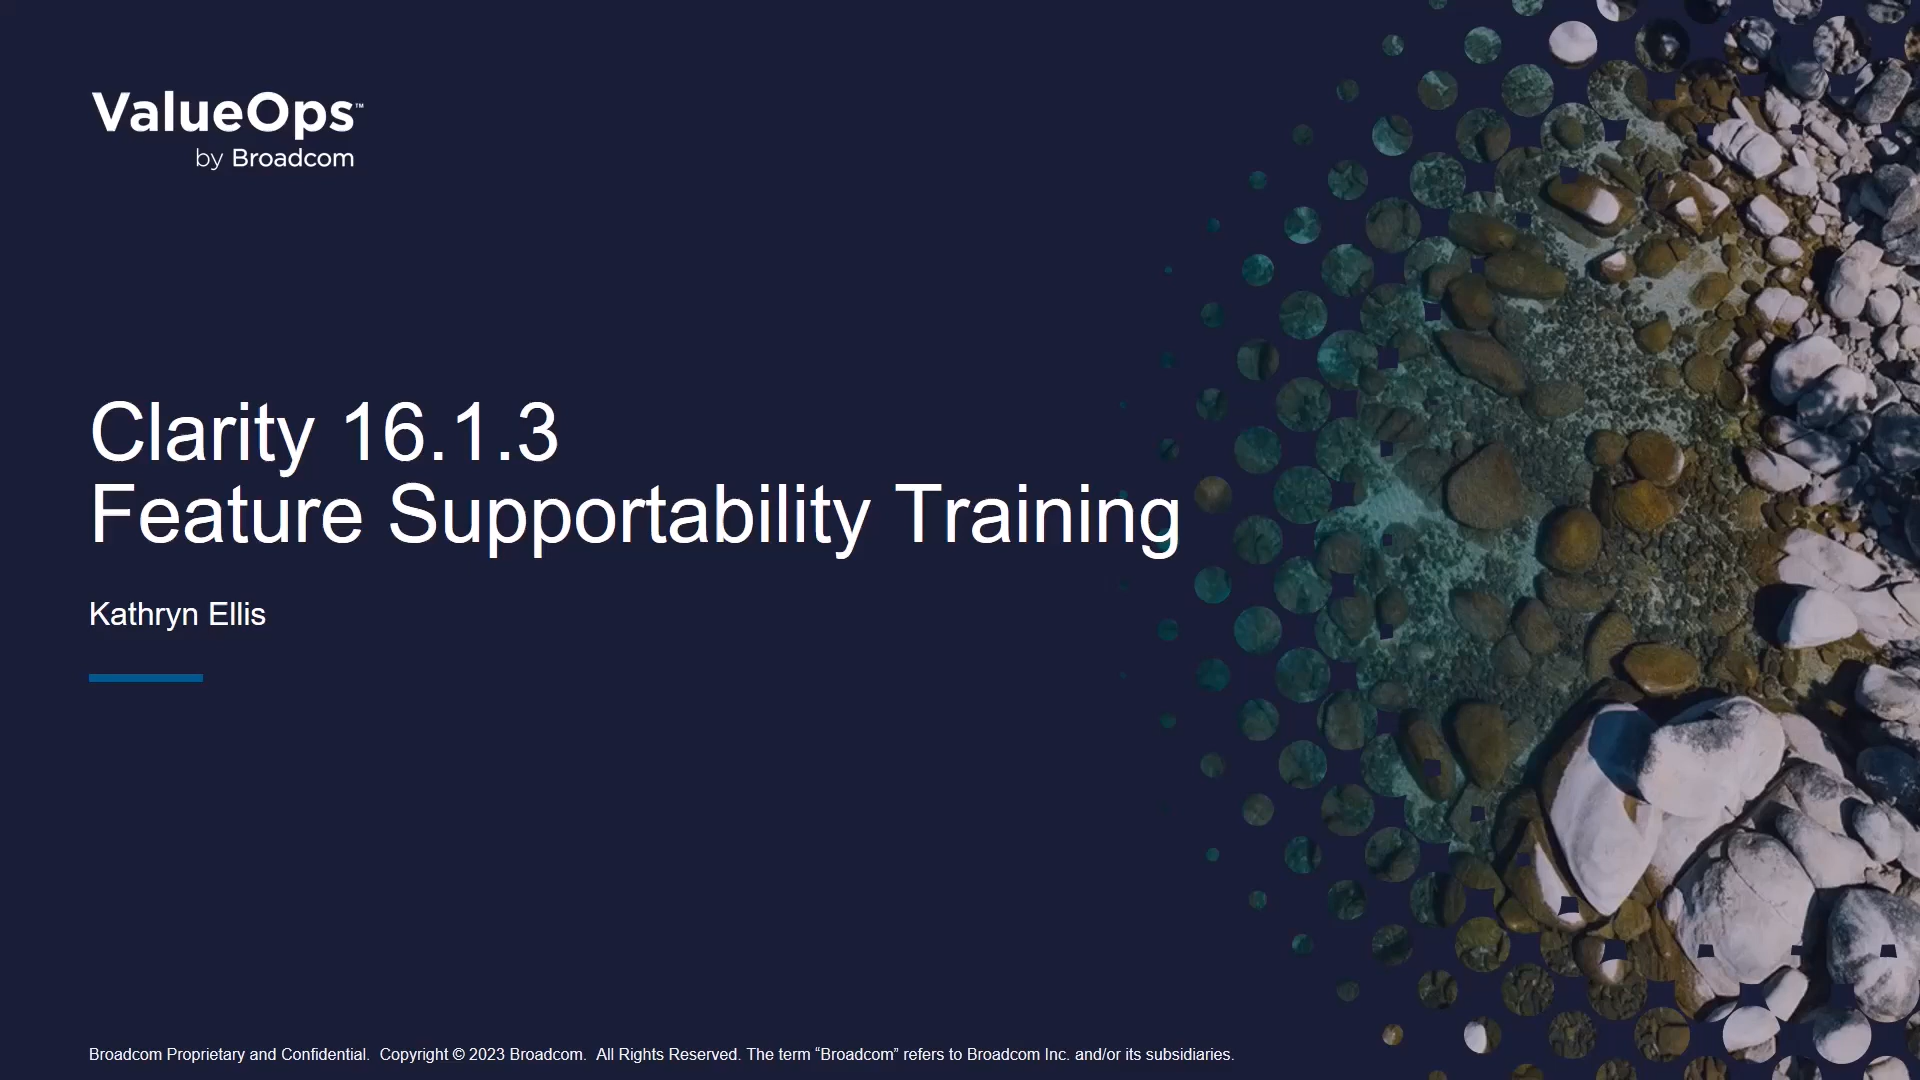 ValueOps™
by Broadcom
Clarity 16.1.3
Feature Supportability Training
Kathryn Ellis
Broadcom Proprietary and Confidential. Copyright © 2023 Broadcom. All Rights Reserved. The term “Broadcom” refers to Broadcom Inc. and/or its subsidiaries.